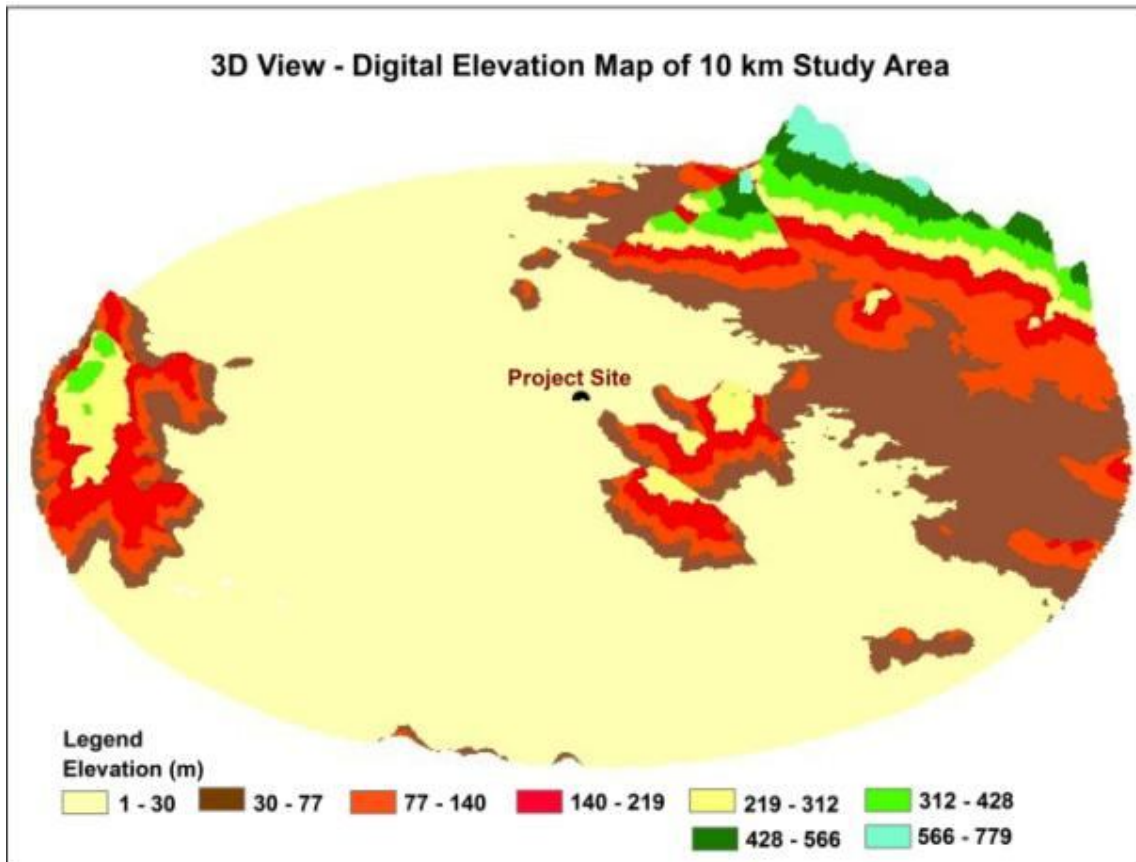 3D View - Digital Elevation Map of 10 km Study Area
Project Site
Legend
Elevation (m)
1 - 30 30 - 77 77 - 140 140 - 219 219 - 312 312 - 428
428 - 566 566 - 779